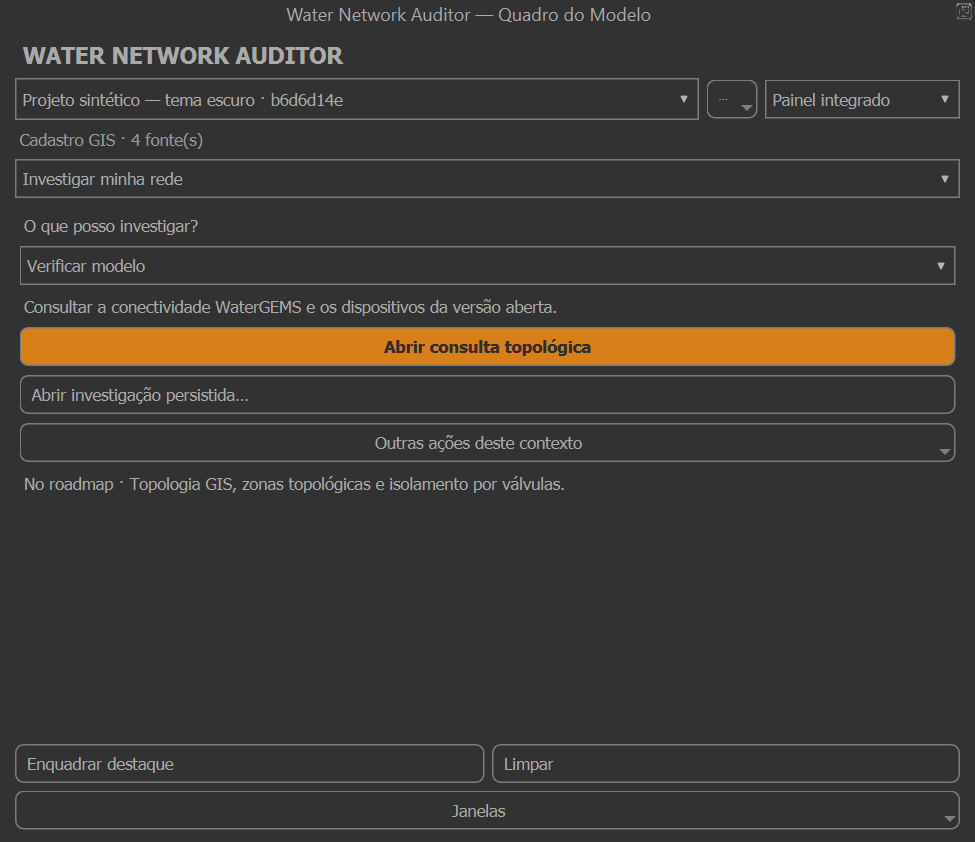 Water Network Auditor — Quadro do Modelo
WATER NETWORK AUDITOR
Projeto sintético — tema escuro · b6d6d14e
...
Painel integrado
Cadastro GIS · 4 fonte(s)
Investigar minha rede
O que posso investigar?
Verificar modelo
Consultar a conectividade WaterGEMS e os dispositivos da versão aberta.
Abrir consulta topológica
Abrir investigação persistida...
Outras ações deste contexto
No roadmap · Topologia GIS, zonas topológicas e isolamento por válvulas.
Enquadrar destaque
Limpar
Janelas